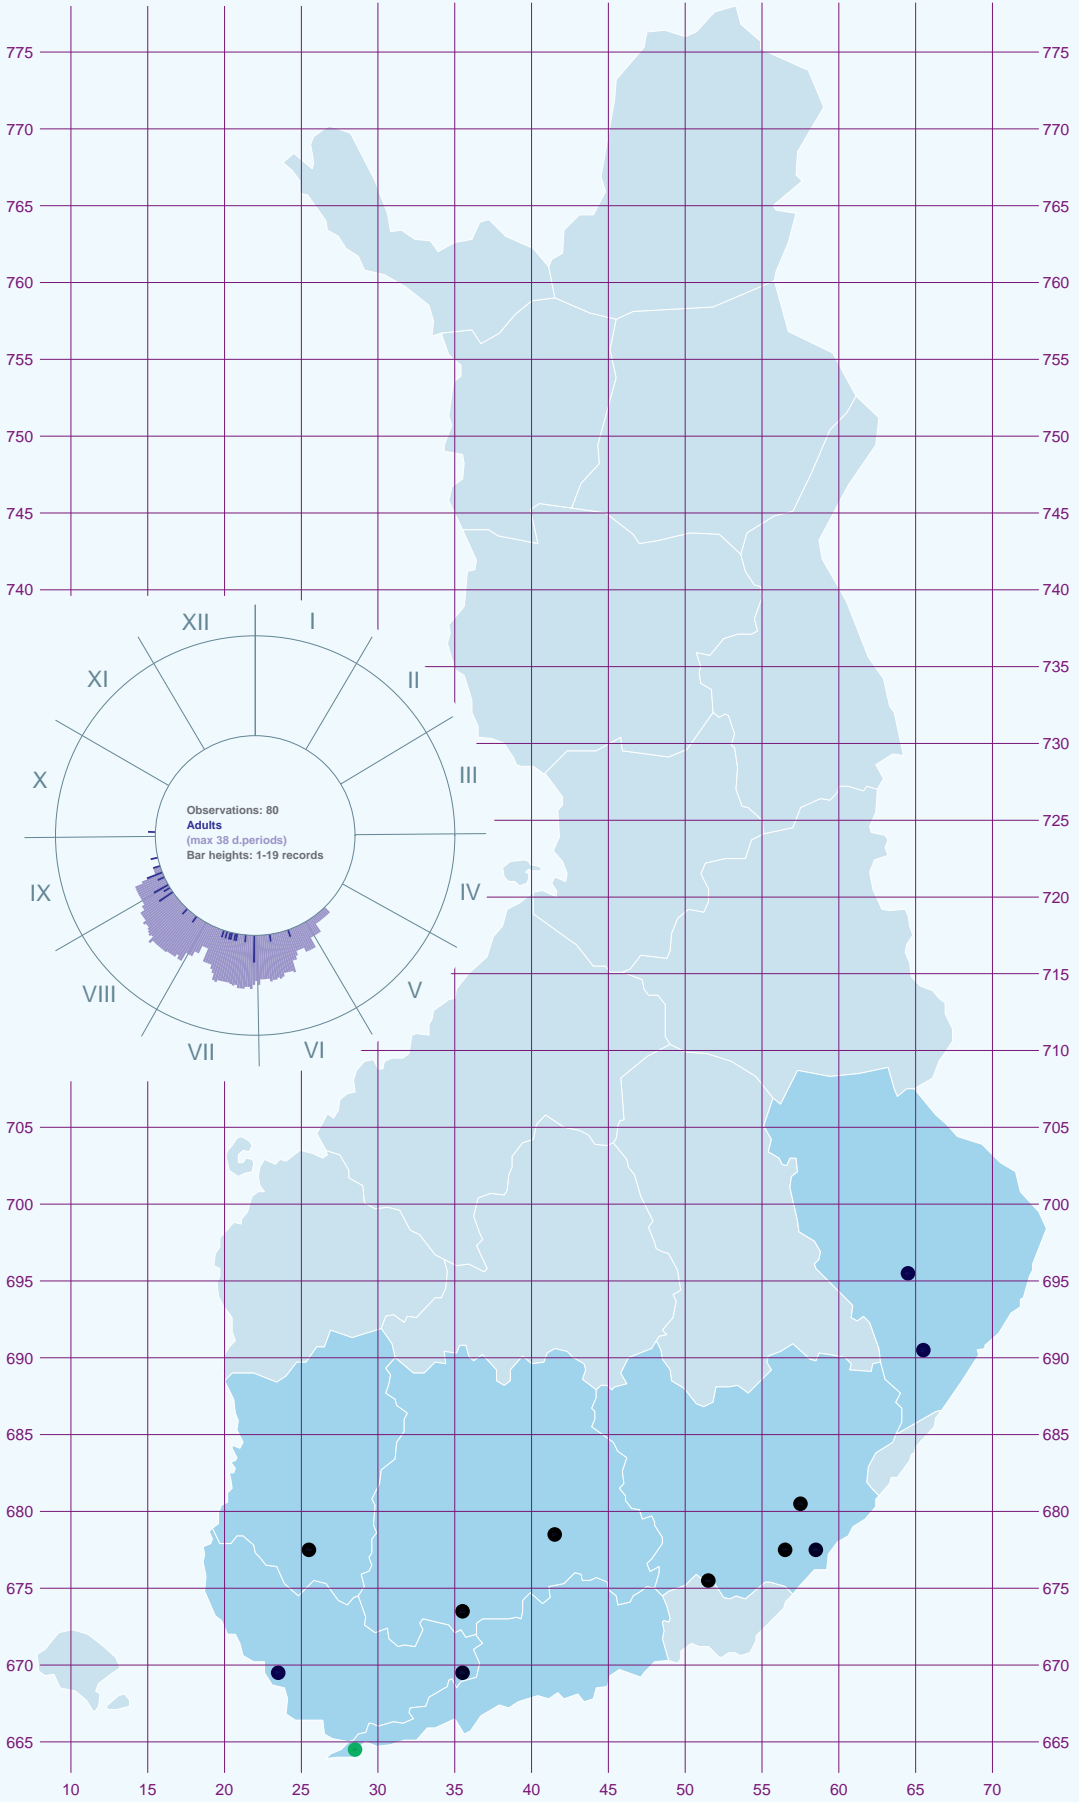 775 775
770 770
765 765
760 760
755 755
750 750
745 745
740 740
XII I
XI II
735
730
X III
725
Observations: 80
Adults
(max 38 d.periods)
Bar heights: 1-19 records
IX IV
720
VIII V
715
VII VI
710
705 705
700 700
695 695
690 690
685 685
680 680
675 675
670 670
665 665
10 15 20 25 30 35 40 45 50 55 60 65 70